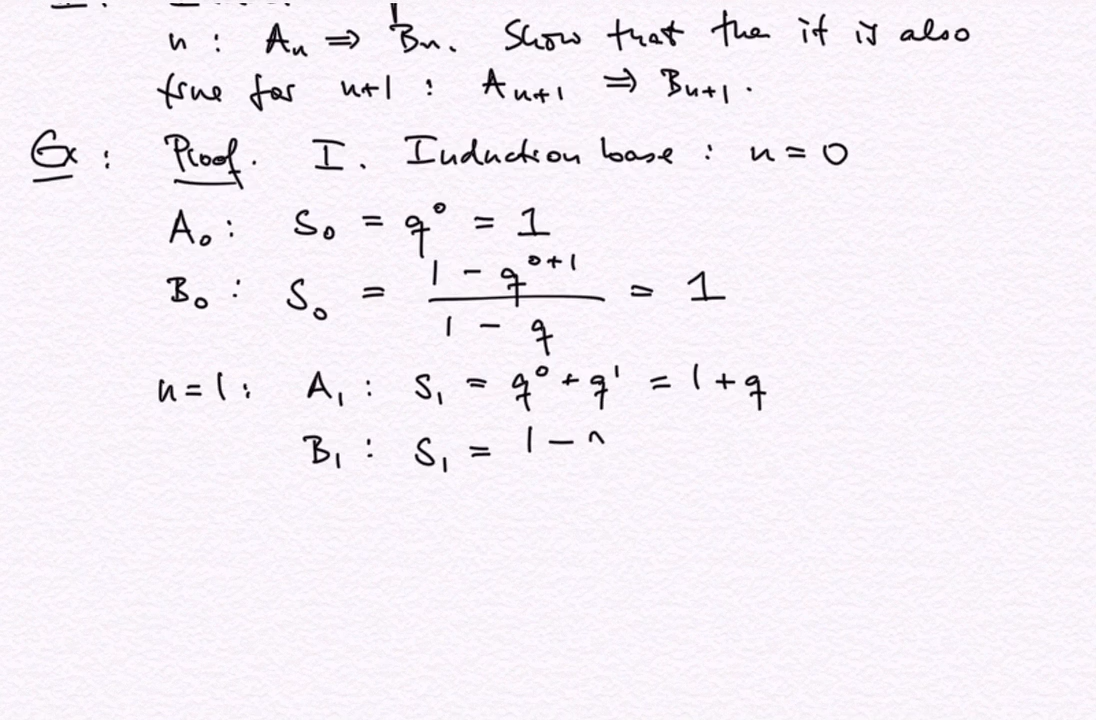 n : Aₙ ⇒ Bₙ. Show that the it is also
true for n+1 : Aₙ₊₁ ⇒ Bₙ₊₁.
Ex : Proof. I. Induction base : n = 0
A₀ : S₀ = q⁰ = 1
B₀ : S₀ = (1 - q⁰⁺¹)/(1 - q) = 1
n = 1 : A₁ : S₁ = q⁰ + q¹ = 1 + q
B₁ : S₁ = 1 -